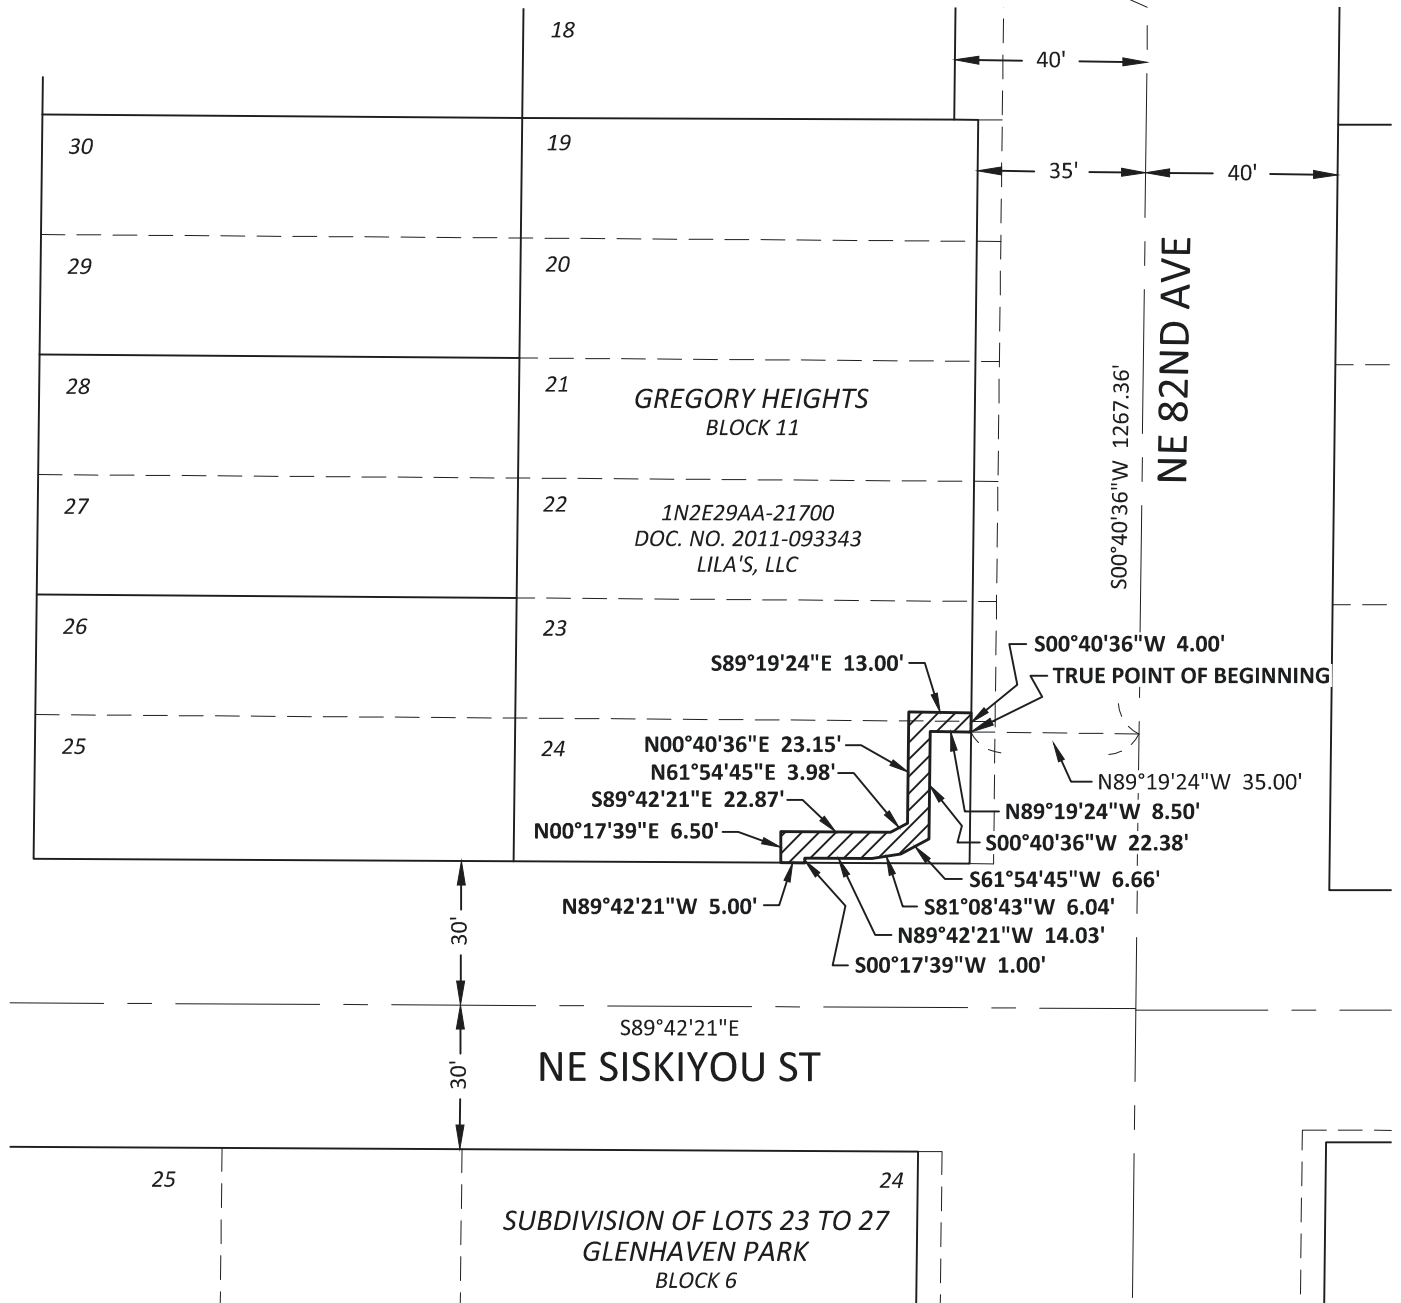 18
40'
30
19
35'
40'
29
20
NE 82ND AVE
S00°40'36"W 1267.36'
28
21
GREGORY HEIGHTS
BLOCK 11
27
22
1N2E29AA-21700
DOC. NO. 2011-093343
LILA'S, LLC
26
23
S00°40'36"W 4.00'
S89°19'24"E 13.00'
TRUE POINT OF BEGINNING
25
24
N00°40'36"E 23.15'
N61°54'45"E 3.98'
N89°19'24"W 35.00'
S89°42'21"E 22.87'
N89°19'24"W 8.50'
N00°17'39"E 6.50'
S00°40'36"W 22.38'
S61°54'45"W 6.66'
N89°42'21"W 5.00'
S81°08'43"W 6.04'
30'
N89°42'21"W 14.03'
S00°17'39"W 1.00'
S89°42'21"E
NE SISKIYOU ST
30'
25
24
SUBDIVISION OF LOTS 23 TO 27
GLENHAVEN PARK
BLOCK 6